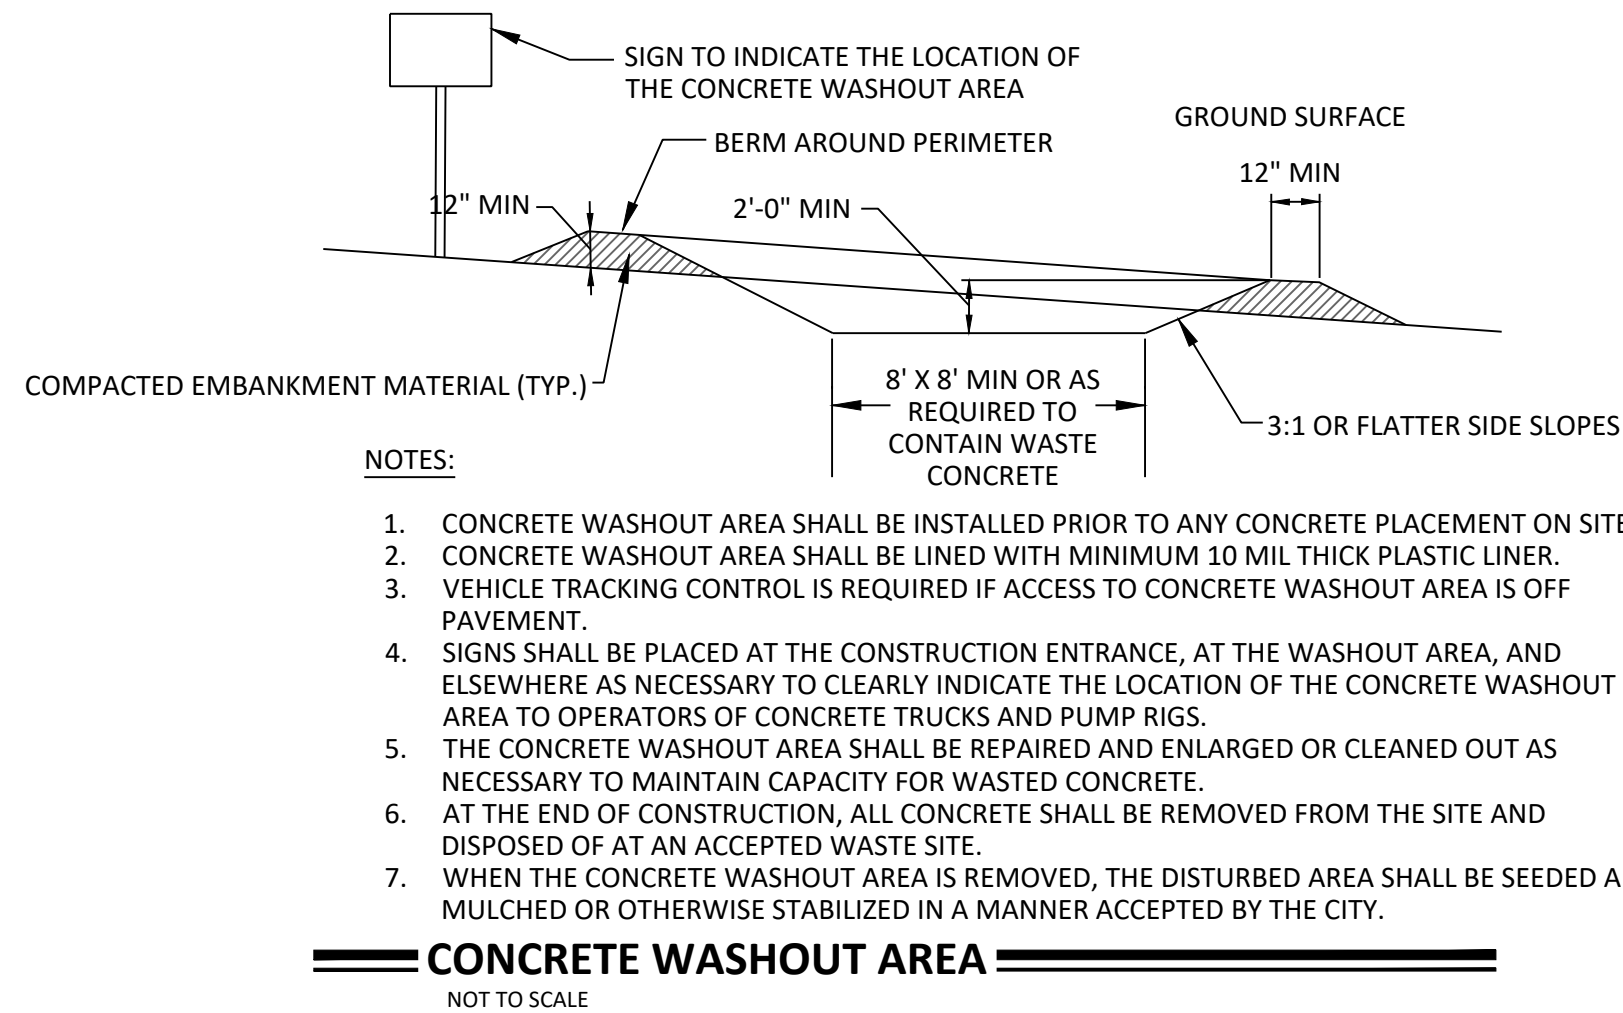 SIGN TO INDICATE THE LOCATION OF
THE CONCRETE WASHOUT AREA
GROUND SURFACE
BERM AROUND PERIMETER
12" MIN
12" MIN
2'-0" MIN
COMPACTED EMBANKMENT MATERIAL (TYP.)
8' X 8' MIN OR AS
REQUIRED TO
CONTAIN WASTE
CONCRETE
3:1 OR FLATTER SIDE SLOPES
NOTES:
1. CONCRETE WASHOUT AREA SHALL BE INSTALLED PRIOR TO ANY CONCRETE PLACEMENT ON SITE
2. CONCRETE WASHOUT AREA SHALL BE LINED WITH MINIMUM 10 MIL THICK PLASTIC LINER.
3. VEHICLE TRACKING CONTROL IS REQUIRED IF ACCESS TO CONCRETE WASHOUT AREA IS OFF
PAVEMENT.
4. SIGNS SHALL BE PLACED AT THE CONSTRUCTION ENTRANCE, AT THE WASHOUT AREA, AND
ELSEWHERE AS NECESSARY TO CLEARLY INDICATE THE LOCATION OF THE CONCRETE WASHOUT
AREA TO OPERATORS OF CONCRETE TRUCKS AND PUMP RIGS.
5. THE CONCRETE WASHOUT AREA SHALL BE REPAIRED AND ENLARGED OR CLEANED OUT AS
NECESSARY TO MAINTAIN CAPACITY FOR WASTED CONCRETE.
6. AT THE END OF CONSTRUCTION, ALL CONCRETE SHALL BE REMOVED FROM THE SITE AND
DISPOSED OF AT AN ACCEPTED WASTE SITE.
7. WHEN THE CONCRETE WASHOUT AREA IS REMOVED, THE DISTURBED AREA SHALL BE SEEDED A
MULCHED OR OTHERWISE STABILIZED IN A MANNER ACCEPTED BY THE CITY.
CONCRETE WASHOUT AREA
NOT TO SCALE